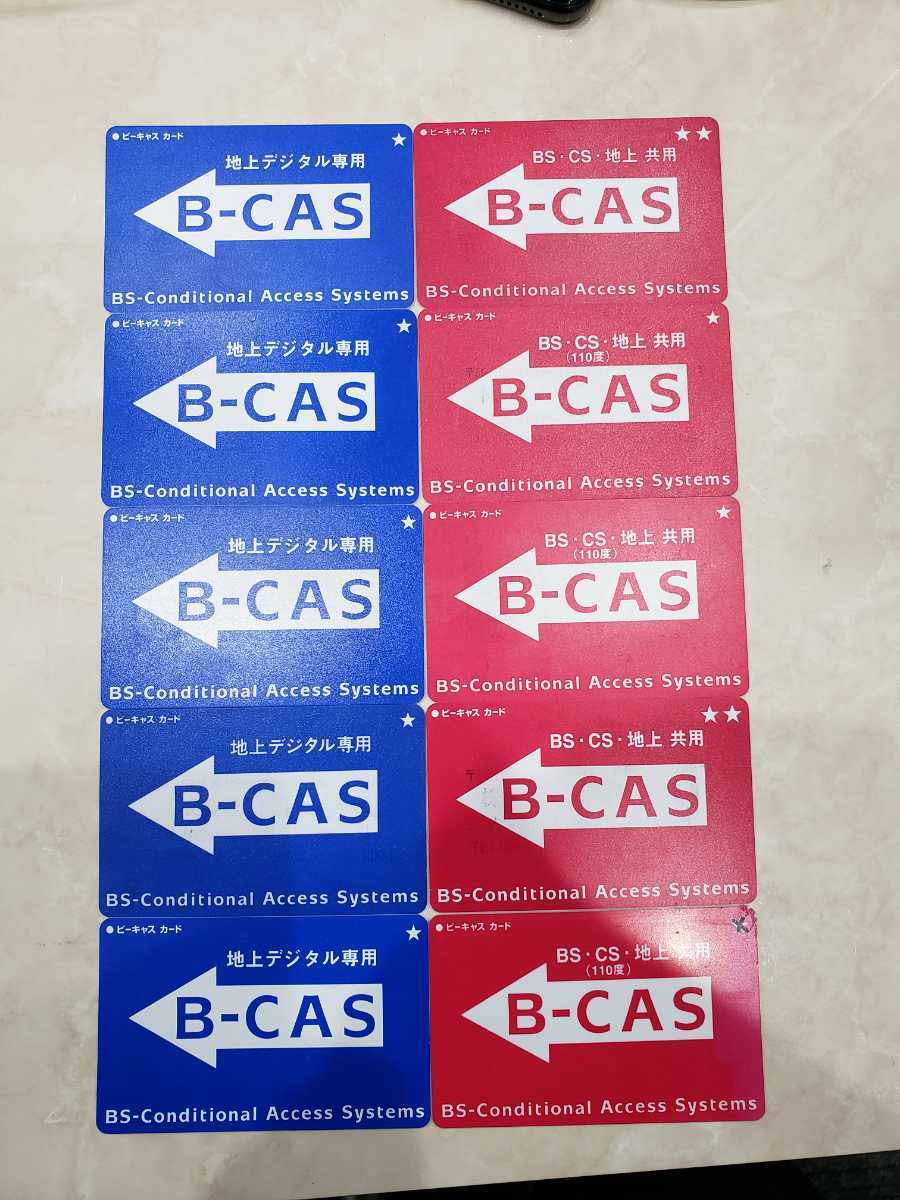 ビーキャス カード
地上デジタル専用
B-CAS
BS-Conditional Access Systems
ビーキャス カード
BS・CS・地上 共用
B-CAS
BS-Conditional Access Systems
ビーキャス カード
地上デジタル専用
B-CAS
BS-Conditional Access Systems
ビーキャス カード
BS・CS・地上 共用
(110度)
B-CAS
BS-Conditional Access Systems
ビーキャス カード
地上デジタル専用
B-CAS
BS-Conditional Access Systems
ビーキャス カード
BS・CS・地上 共用
(110度)
B-CAS
BS-Conditional Access Systems
ビーキャス カード
地上デジタル専用
B-CAS
BS-Conditional Access Systems
ビーキャス カード
BS・CS・地上 共用
〒
B-CAS
BS-Conditional Access Systems
ビーキャス カード
地上デジタル専用
B-CAS
BS-Conditional Access Systems
ビーキャス カード
BS・CS・地上 共用
(110度)
B-CAS
BS-Conditional Access Systems